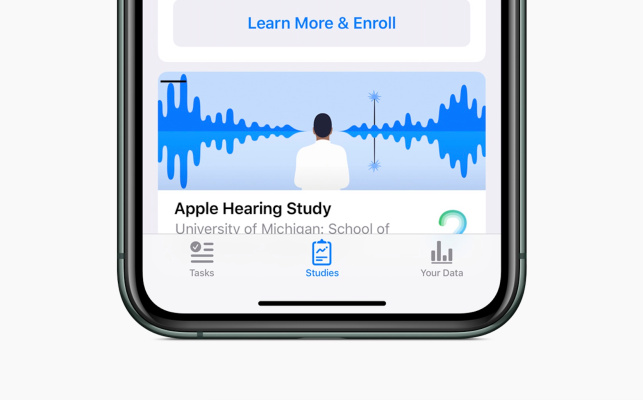 Learn More & Enroll
Apple Hearing Study
University of Michigan: School of
Tasks
Studies
Your Data